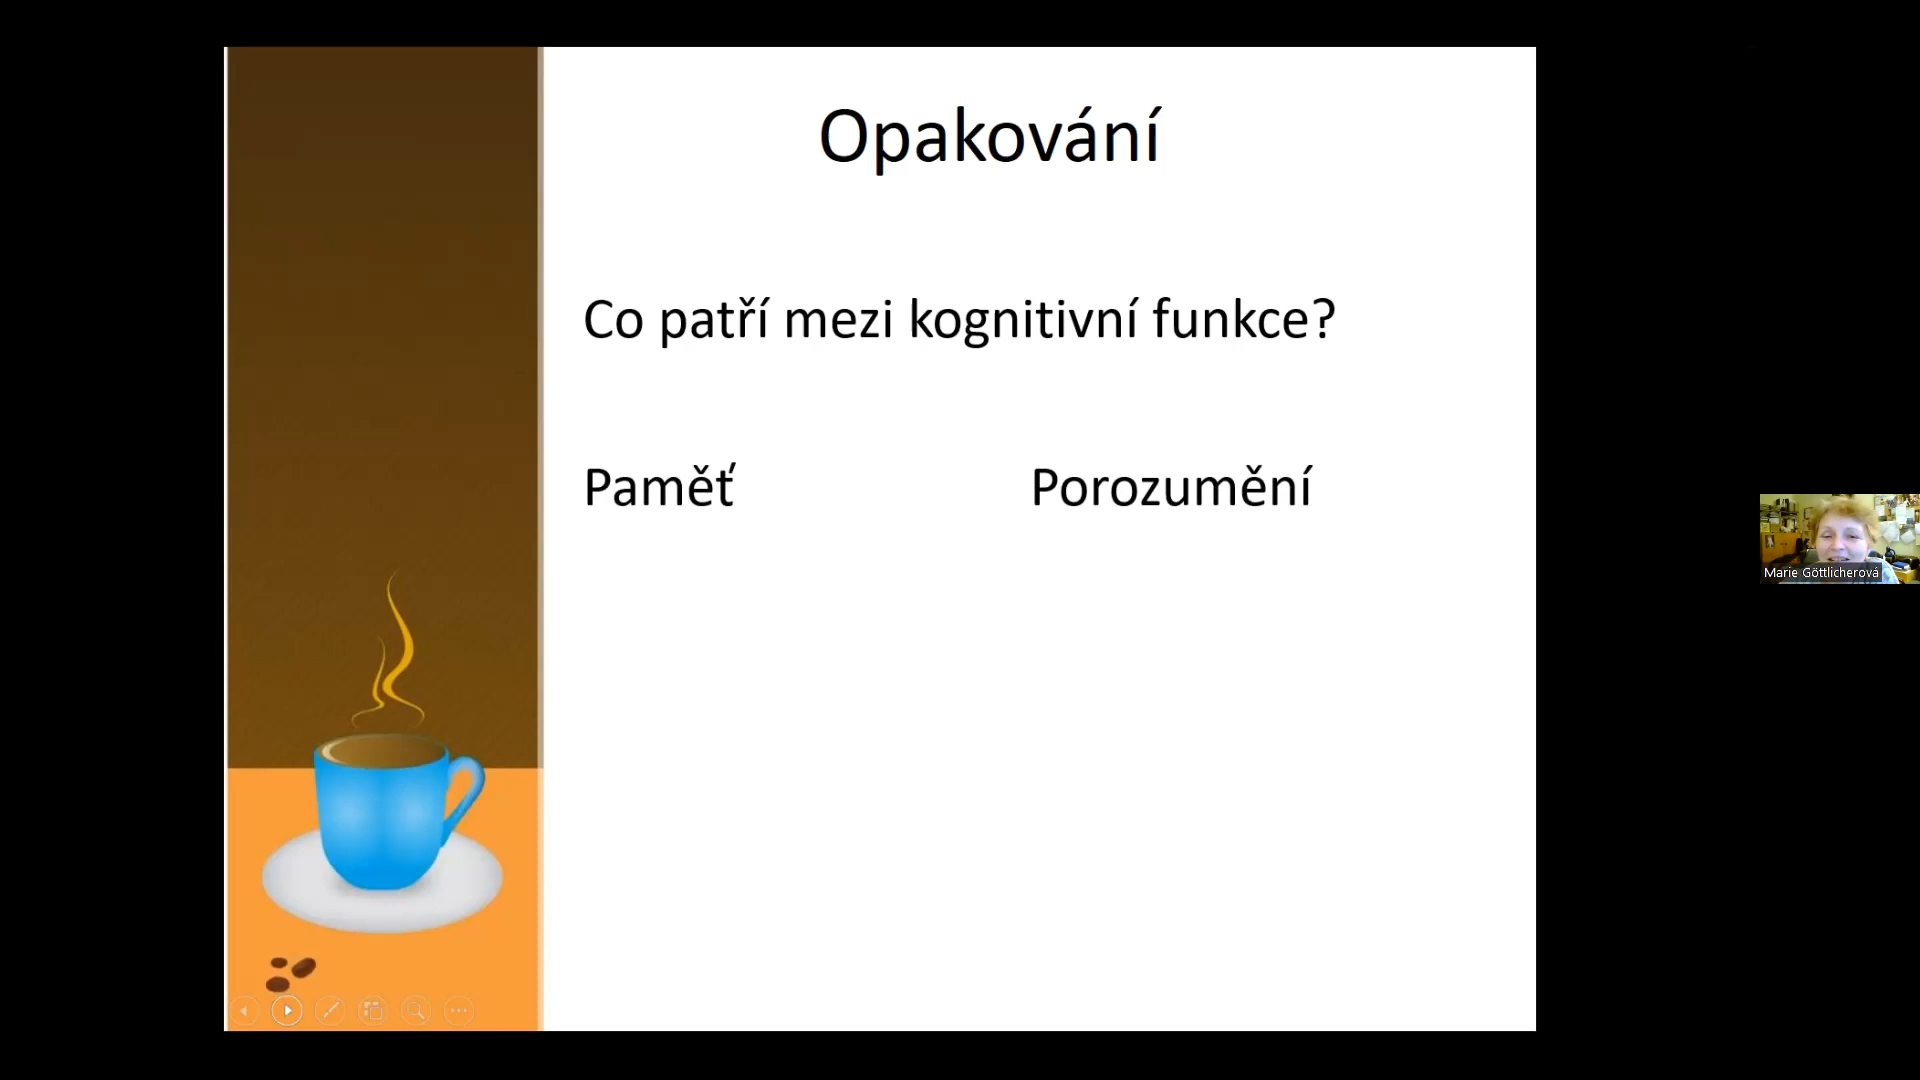 Opakování
Co patří mezi kognitivní funkce?
Paměť Porozumění
Marie Göttlicherová